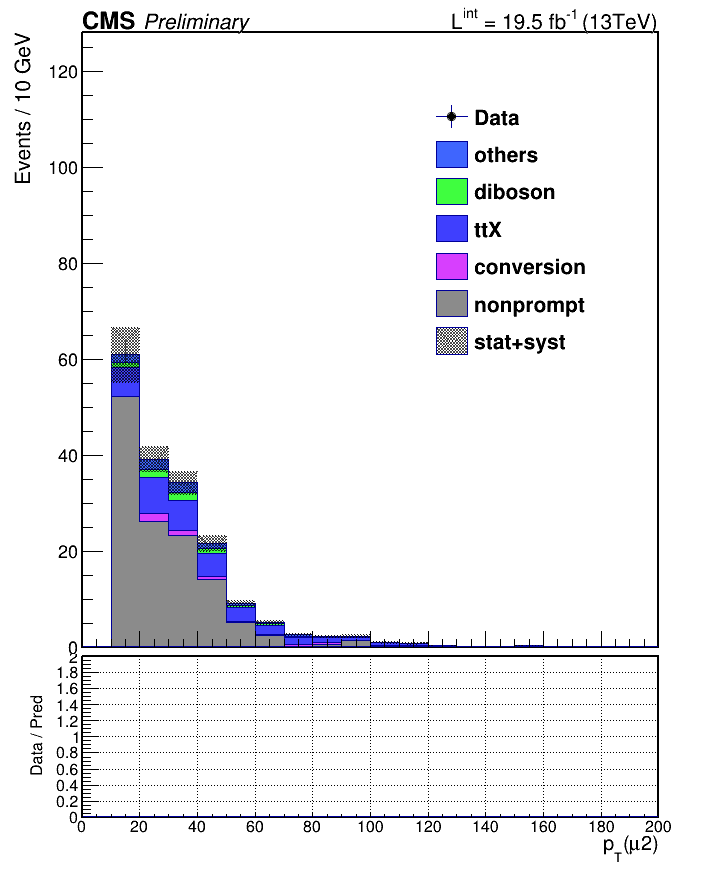 CMS Preliminary
L^int = 19.5 fb^-1 (13TeV)
Events / 10 GeV
120
100
80
60
40
20
0
Data
others
diboson
ttX
conversion
nonprompt
stat+syst
Data / Pred
2
1.8
1.6
1.4
1.2
1
0.8
0.6
0.4
0.2
0
0 20 40 60 80 100 120 140 160 180 200
p_T(μ2)